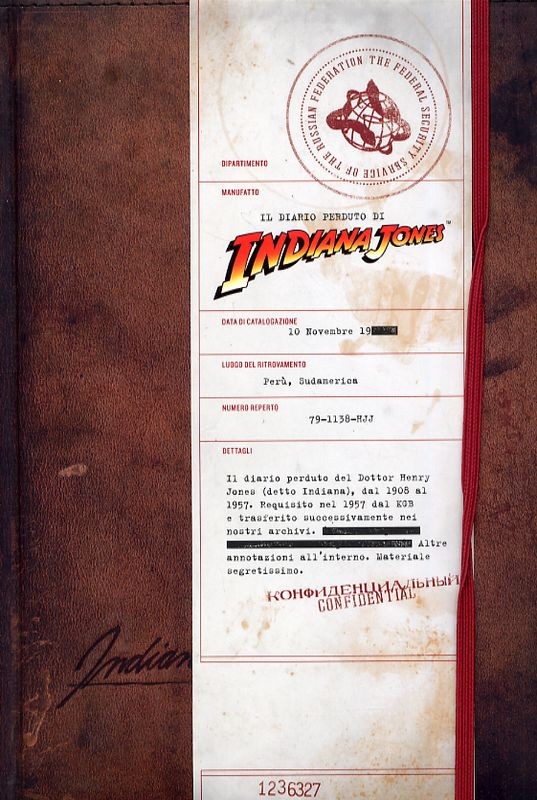 THE FEDERAL SECURITY SERVICE OF THE RUSSIAN FEDERATION
DIPARTIMENTO
MANUFATTO
IL DIARIO PERDUTO DI
INDIANA JONES™
DATA DI CATALOGAZIONE
10 Novembre 19
LUOGO DEL RITROVAMENTO
Perù, Sudamerica
NUMERO REPERTO
79-1138-HJJ
DETTAGLI
Il diario perduto del Dottor Henry
Jones (detto Indiana), dal 1908 al
1957. Requisito nel 1957 dal KGB
e trasferito successivamente nei
nostri archivi.
Altre
annotazioni all'interno. Materiale
segretissimo.
КОНФИДЕНЦИАЛЬНЫЙ
CONFIDENTIAL
Indian
1236327